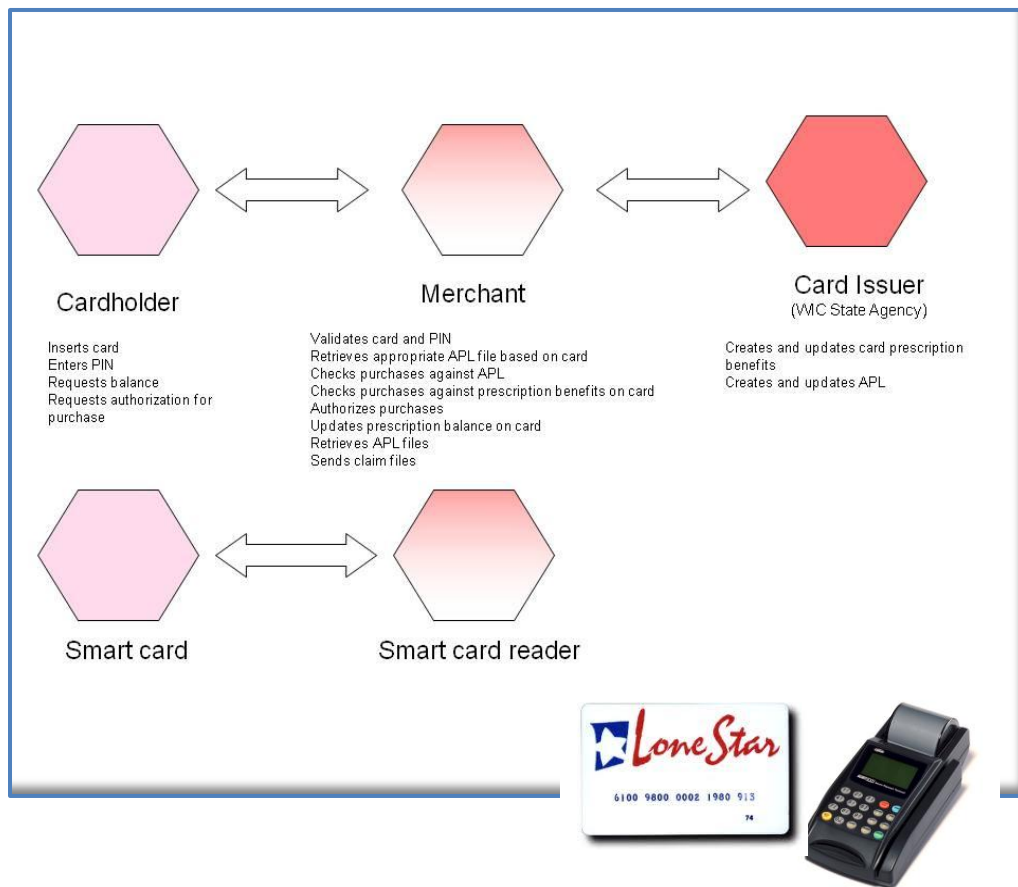 Cardholder
Inserts card
Enters PIN
Requests balance
Requests authorization for
purchase
Merchant
Validates card and PIN
Retrieves appropriate APL file based on card
Checks purchases against APL
Checks purchases against prescription benefits on card
Authorizes purchases
Updates prescription balance on card
Retrieves APL files
Sends claim files
Card Issuer
(WIC State Agency)
Creates and updates card prescription
benefits
Creates and updates APL
Smart card
Smart card reader
Lone Star
6100 9800 0002 1980 913
74